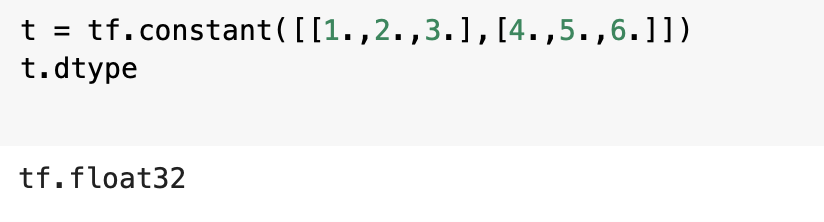 t = tf.constant([[1.,2.,3.],[4.,5.,6.]])
t.dtype
tf.float32